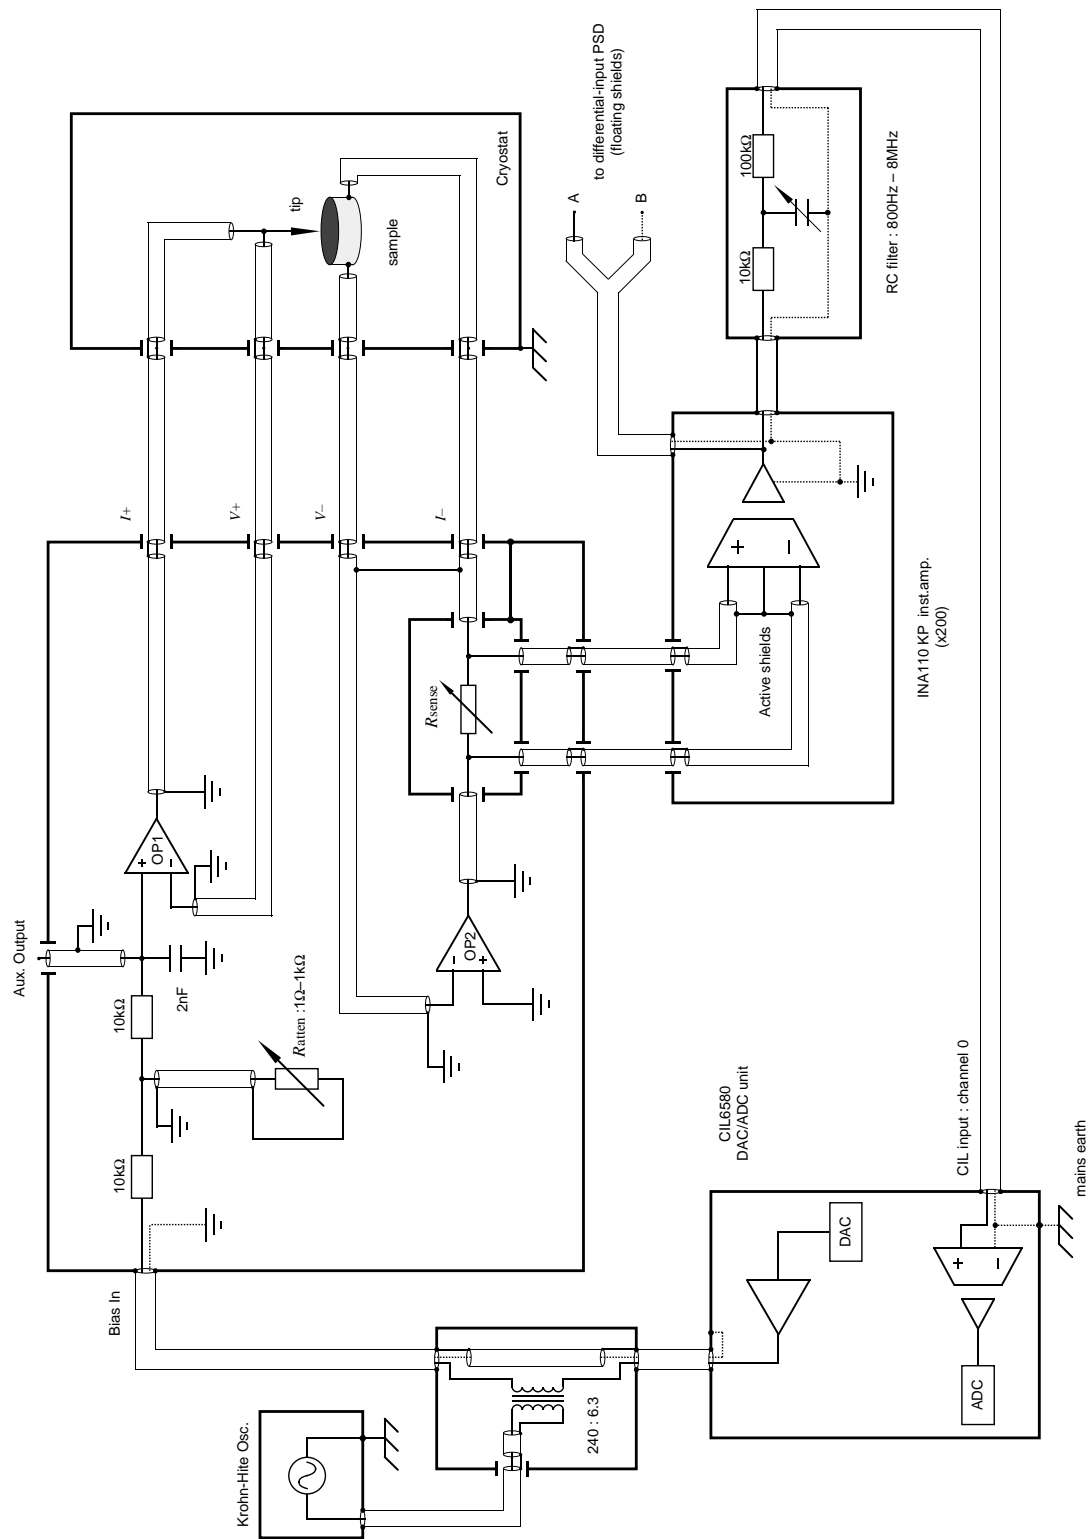 to differential-input PSD
(floating shields)
A
B
Cryostat
tip
sample
100kΩ
10kΩ
RC filter : 800Hz – 8MHz
I+
V+
V–
I–
+
–
INA110 KP inst.amp.
(x200)
Active shields
Rsense
OP1
+
–
Aux. Output
10kΩ
2nF
Ratten :1Ω–1kΩ
10kΩ
OP2
–
+
Bias In
CIL6580
DAC/ADC unit
CIL input : channel 0
mains earth
DAC
+
–
ADC
240 : 6.3
Krohn-Hite Osc.